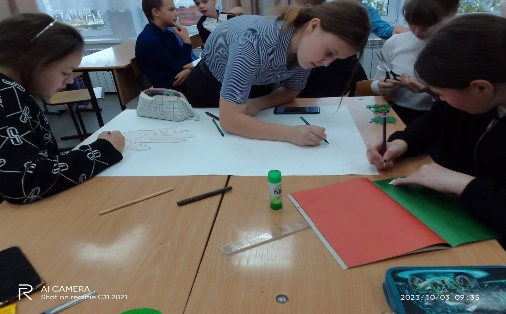 R AI CAMERA
Shot on realme C11 2021
2023/10/03 09:35